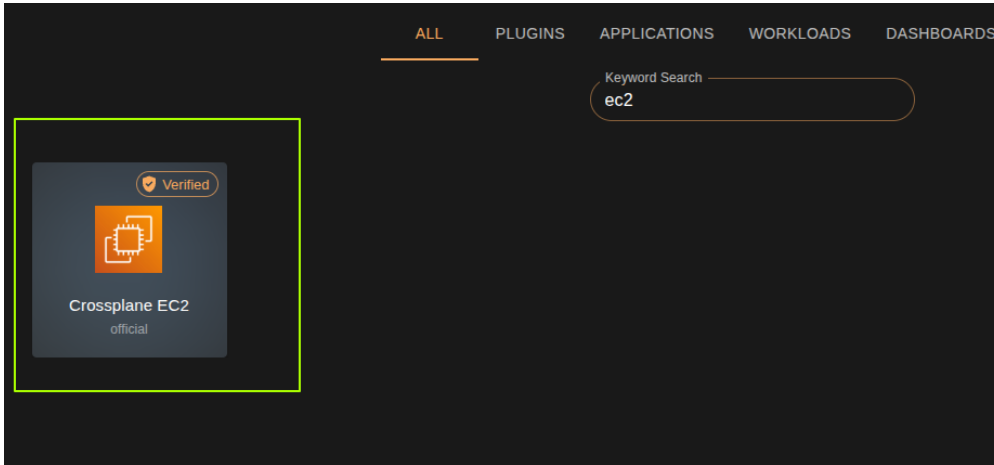 ALL PLUGINS APPLICATIONS WORKLOADS DASHBOARDS
Keyword Search
ec2
Verified
Crossplane EC2
official